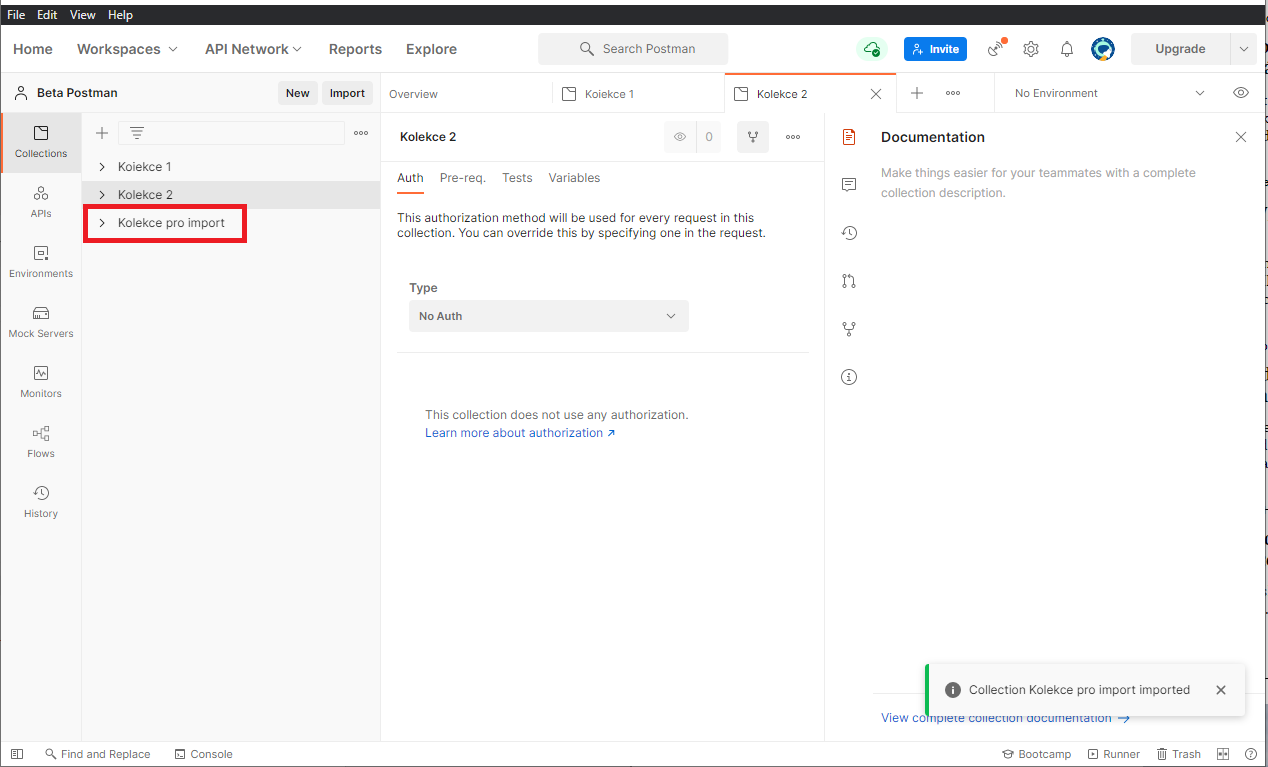 File Edit View Help
Home Workspaces API Network Reports Explore Search Postman Invite Upgrade
Beta Postman New Import Overview Koiekce 1 Kolekce 2 No Environment
Collections
APIs
Environments
Mock Servers
Monitors
Flows
History
Koiekce 1
Kolekce 2
Kolekce pro import
Kolekce 2 0
Auth Pre-req. Tests Variables
This authorization method will be used for every request in this
collection. You can override this by specifying one in the request.
Type
No Auth
This collection does not use any authorization.
Learn more about authorization
Documentation
Make things easier for your teammates with a complete
collection description.
Collection Kolekce pro import imported
View complete collection documentation
Find and Replace Console Bootcamp Runner Trash